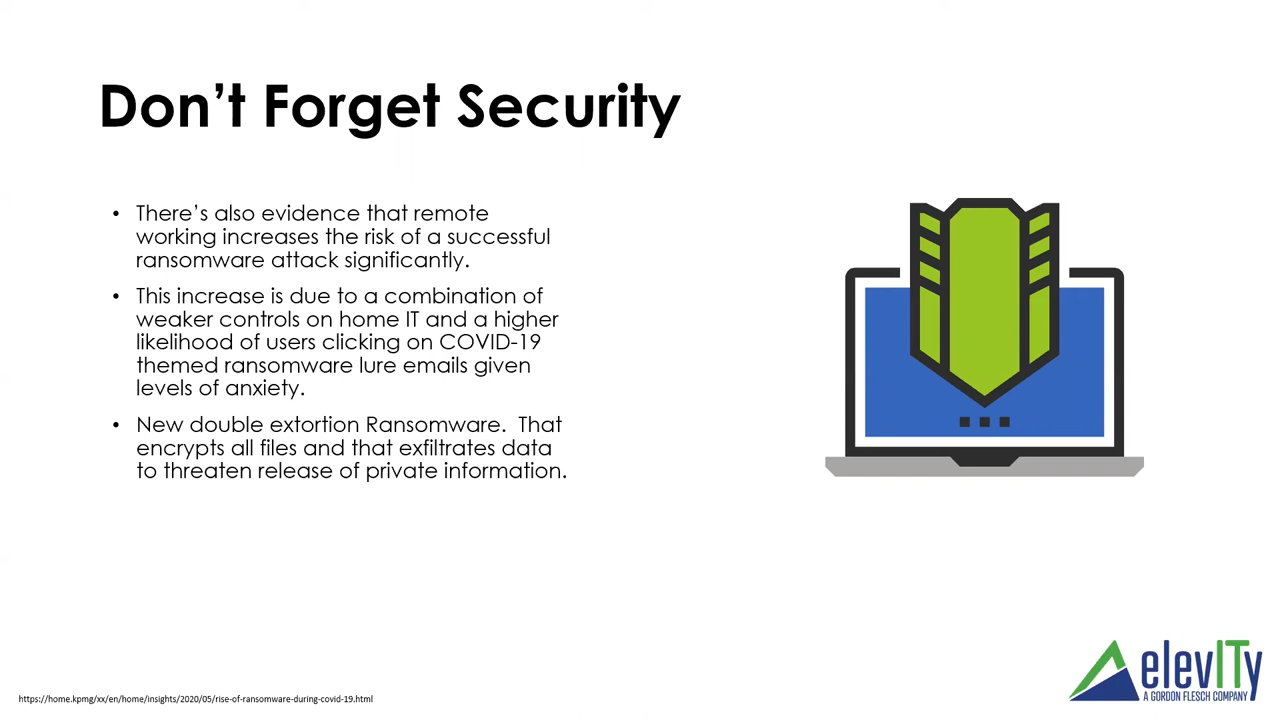 Don’t Forget Security
• There’s also evidence that remote
working increases the risk of a successful
ransomware attack significantly.
• This increase is due to a combination of
weaker controls on home IT and a higher
likelihood of users clicking on COVID-19
themed ransomware lure emails given
levels of anxiety.
• New double extortion Ransomware.  That
encrypts all files and that exfiltrates data
to threaten release of private information.
elevITy
A GORDON FLESCH COMPANY
https://home.kpmg/xx/en/home/insights/2020/05/rise-of-ransomware-during-covid-19.html